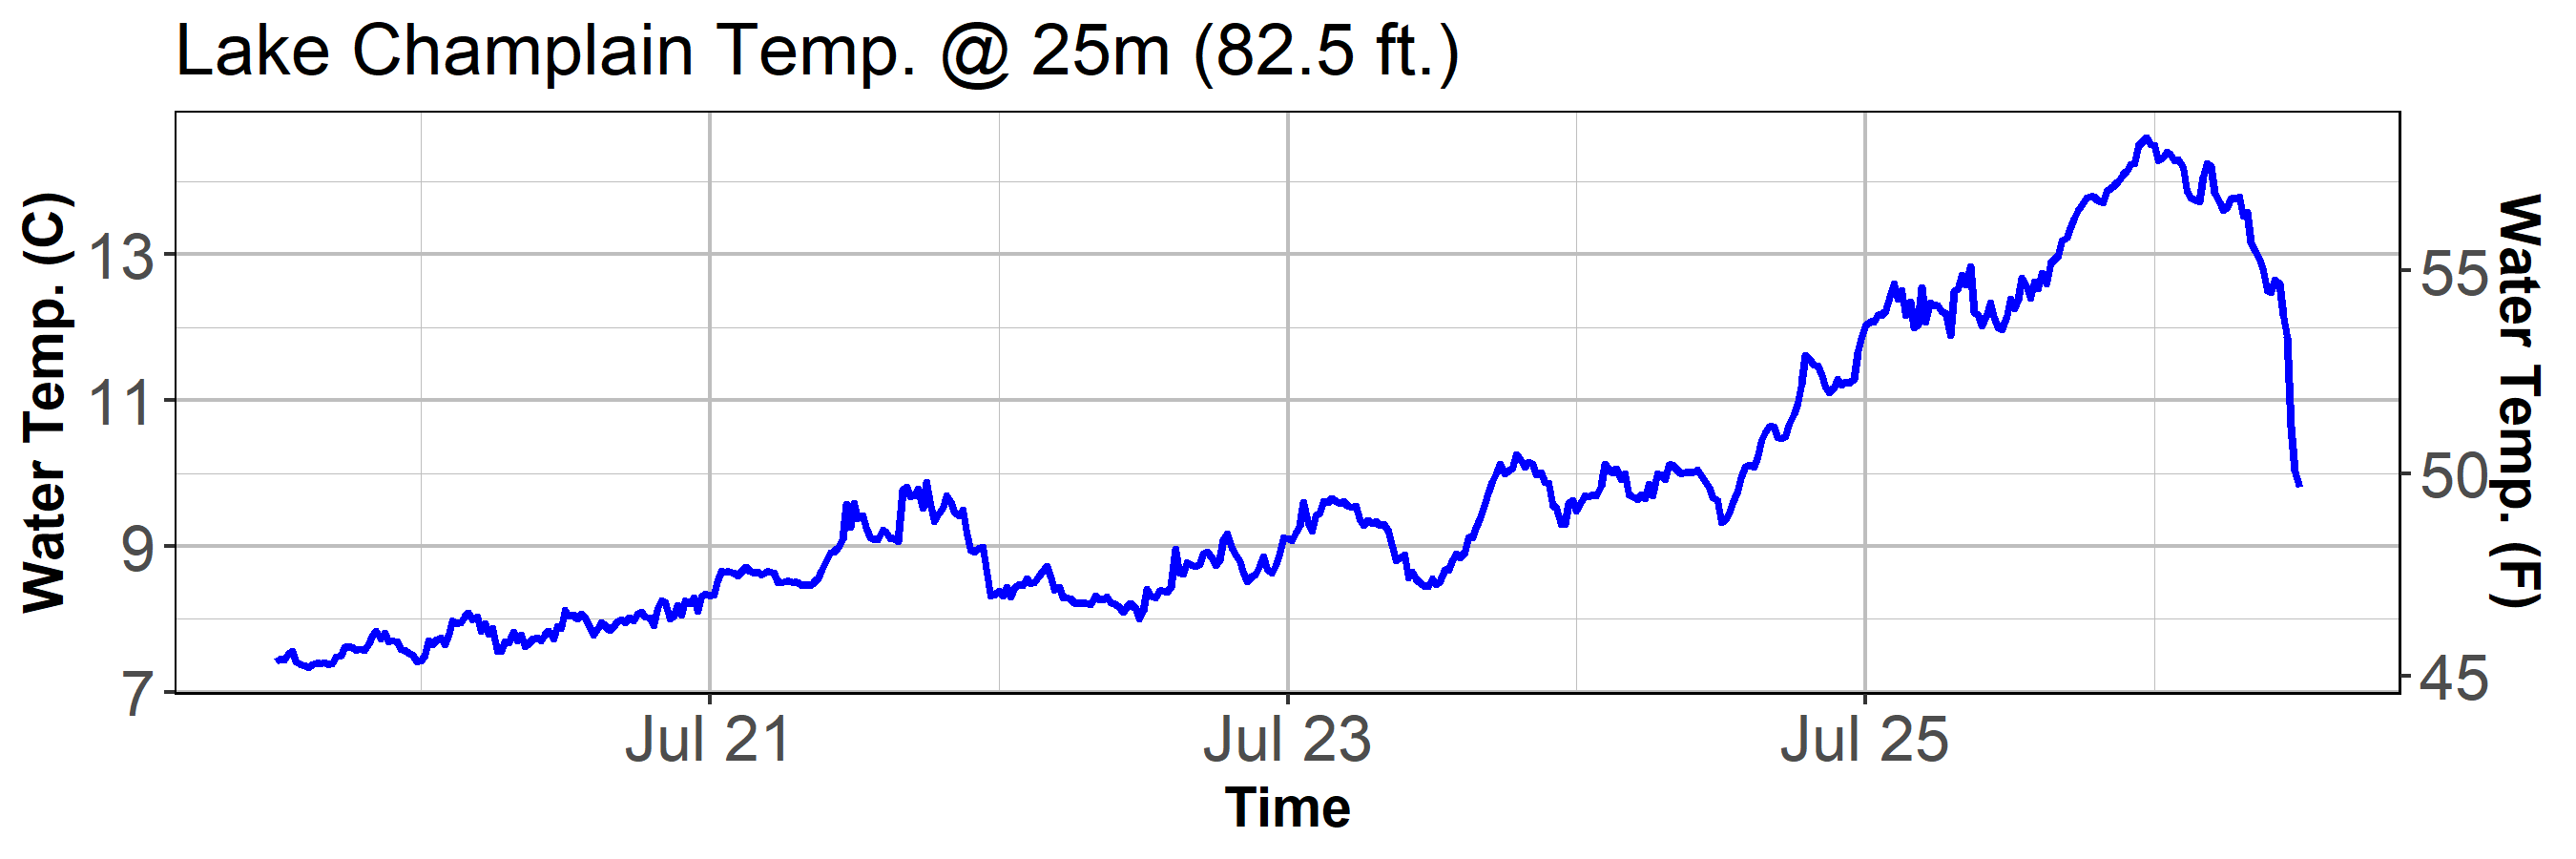 Lake Champlain Temp. @ 25m (82.5 ft.)
Water Temp. (C)
13
11
9
7
55
50
45
Water Temp. (F)
Jul 21
Jul 23
Jul 25
Time